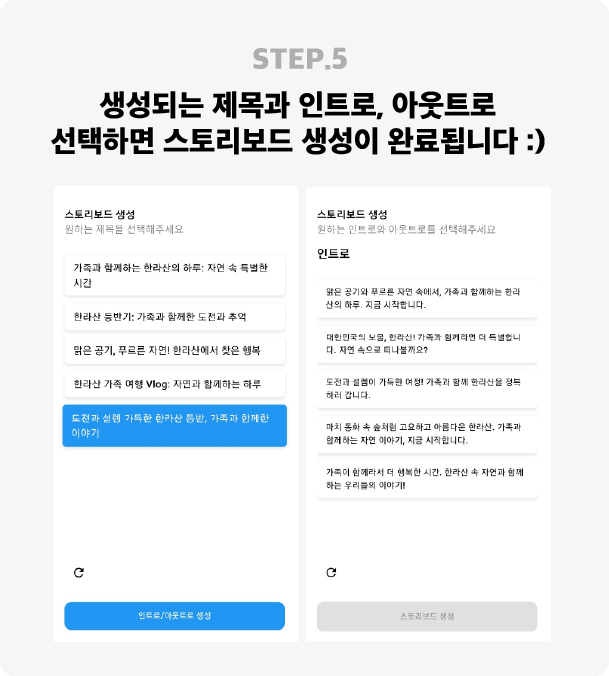 STEP.5
생성되는 제목과 인트로, 아웃트로
선택하면 스토리보드 생성이 완료됩니다 :)
스토리보드 생성
원하는 제목을 선택해주세요
가족과 함께하는 한라산의 하루: 자연 속 특별한
시간
한라산 등반기: 가족과 함께한 도전과 추억
맑은 공기, 푸르른 자연! 한라산에서 찾은 행복
한라산 가족 여행 Vlog: 자연과 함께하는 하루
도전과 설렘 가득한 한라산 등반, 가족과 함께한
이야기
인트로/아웃트로 생성
스토리보드 생성
원하는 인트로와 아웃트로를 선택해주세요
인트로
맑은 공기와 푸르른 자연 속에서, 가족과 함께하는 한라
산의 하루. 지금 시작합니다.
대한민국의 보물, 한라산! 가족과 함께라면 더 특별합니
다. 자연 속으로 떠나볼까요?
도전과 설렘이 가득한 여정! 가족과 함께 한라산을 정복
하러 갑니다.
마치 동화 속 숲처럼 고요하고 아름다운 한라산. 가족과
함께하는 자연 이야기, 지금 시작합니다.
가족이 함께라서 더 행복한 시간. 한라산 속 자연과 함께
하는 우리들의 이야기!
스토리보드 생성